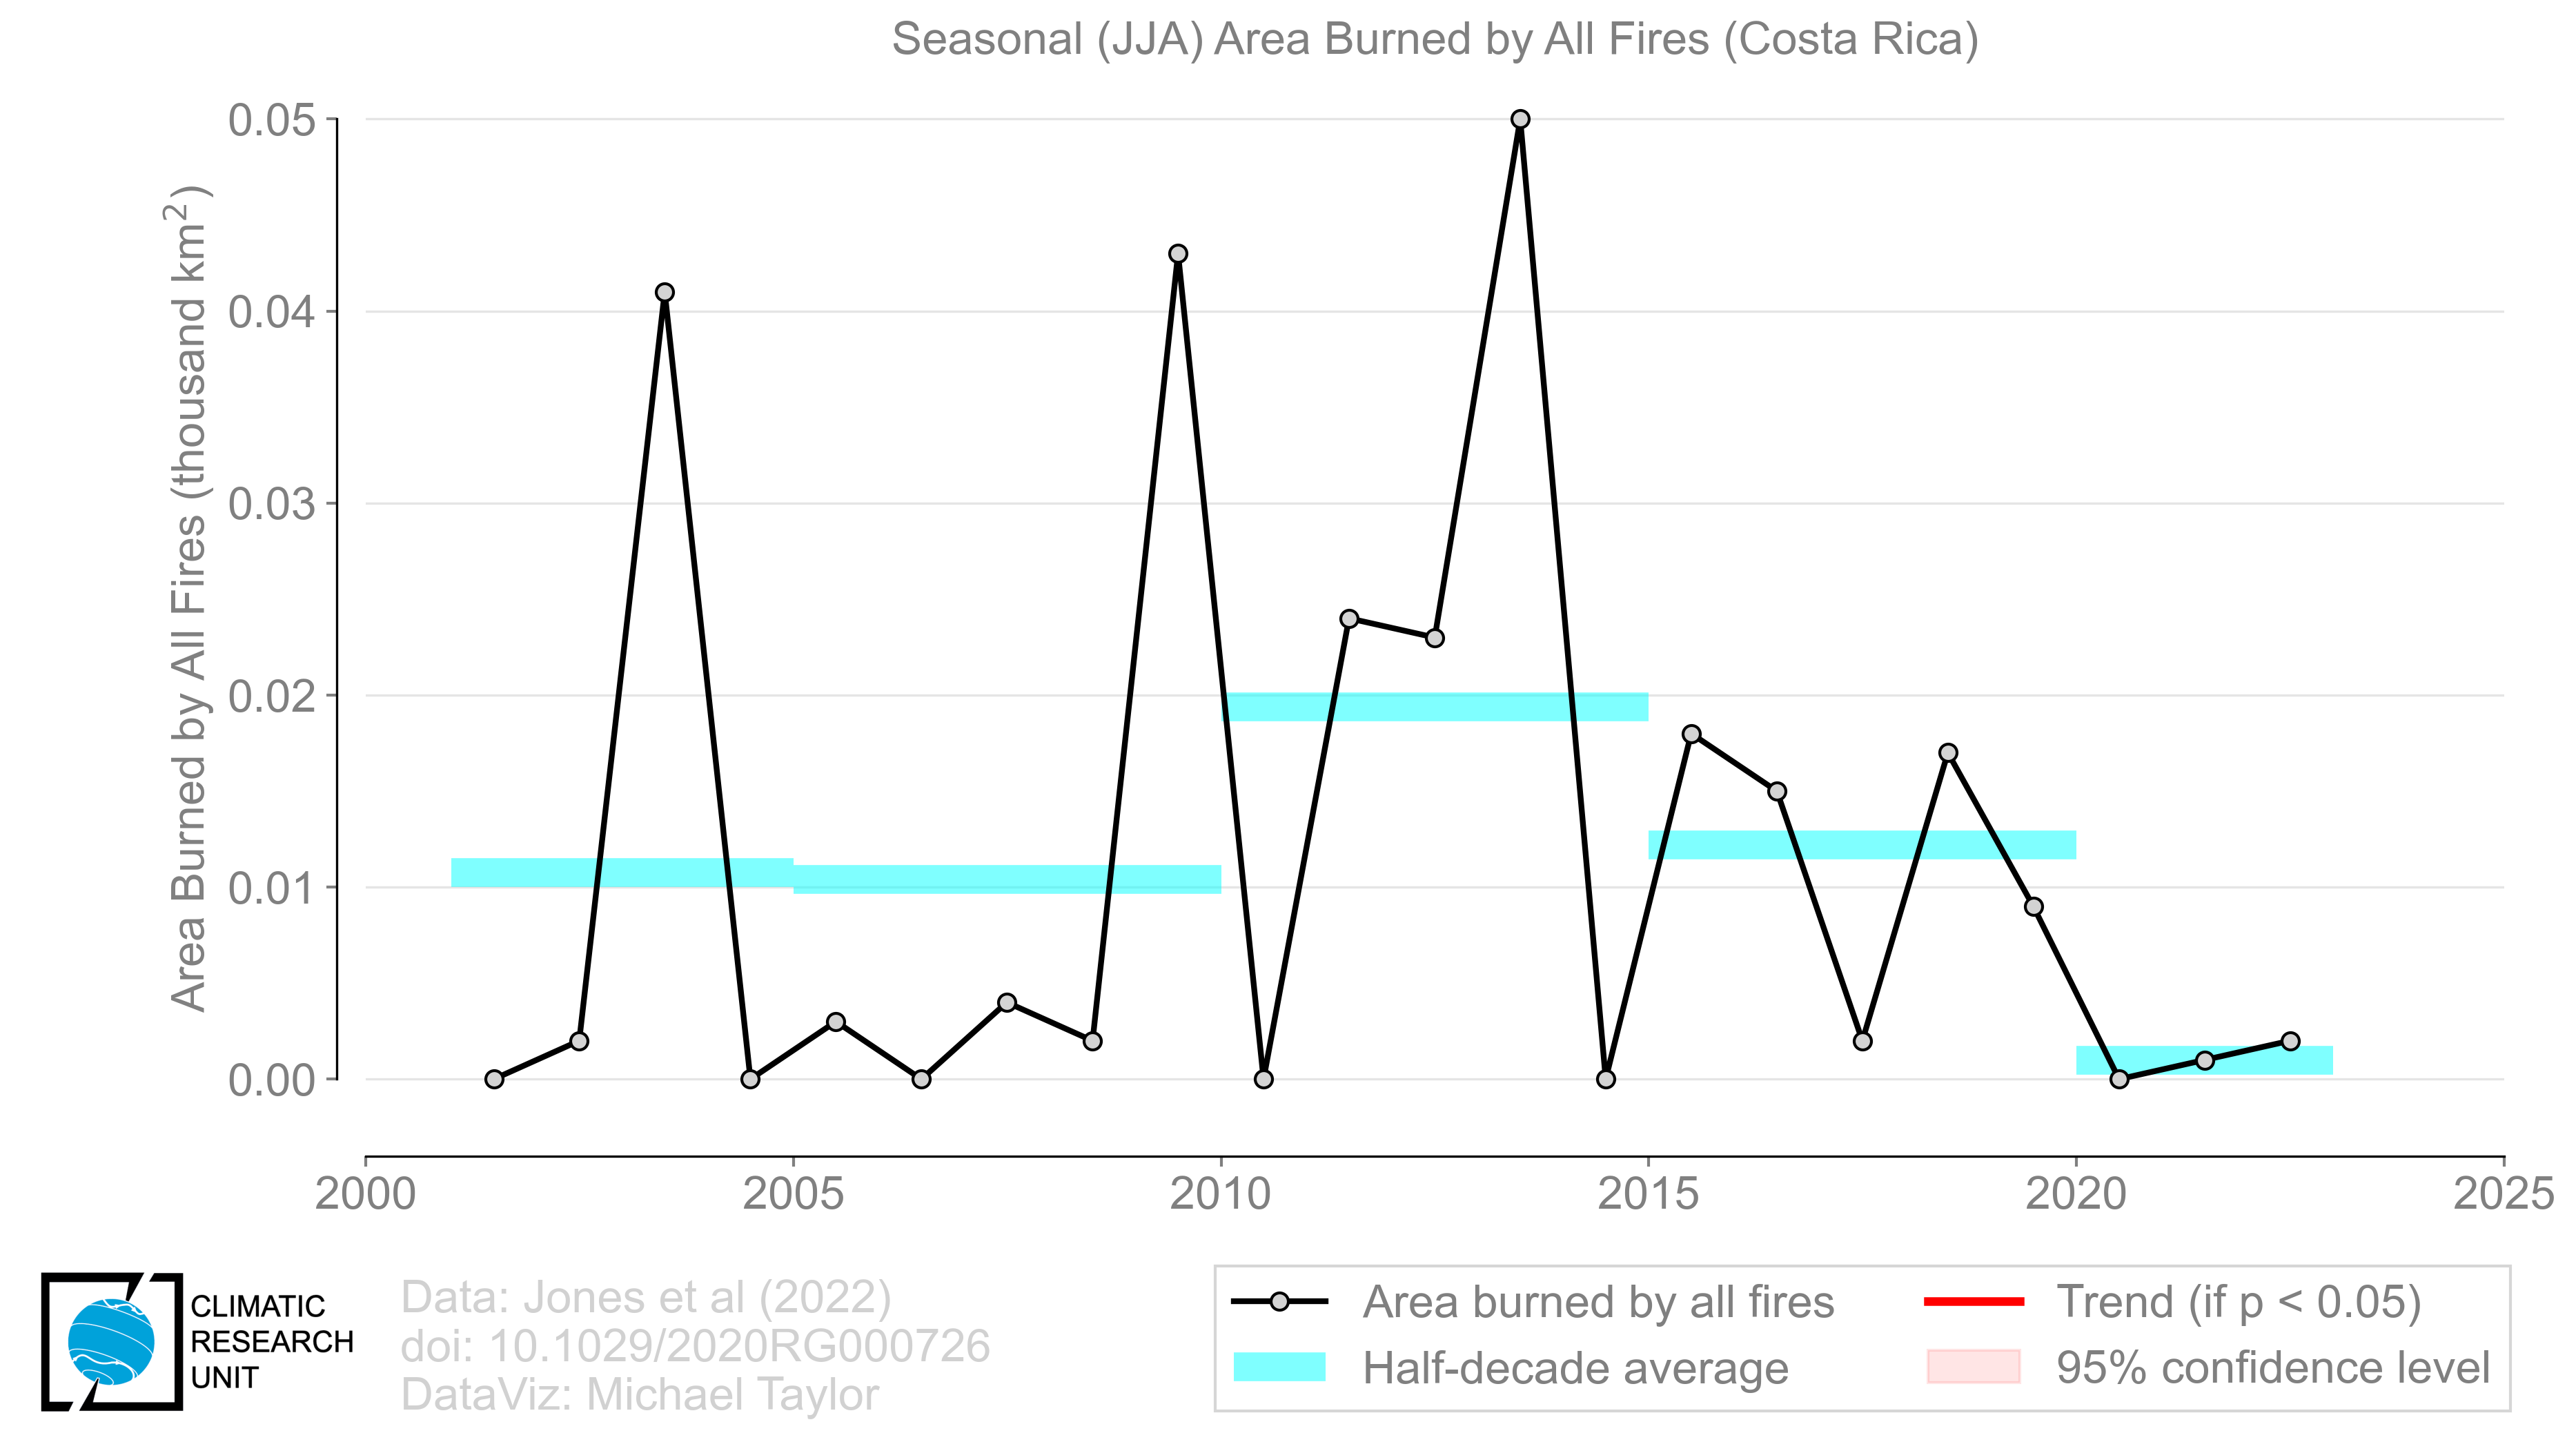 Seasonal (JJA) Area Burned by All Fires (Costa Rica)
Area Burned by All Fires (thousand km²)
0.05
0.04
0.03
0.02
0.01
0.00
2000 2005 2010 2015 2020 2025
CLIMATIC
RESEARCH
UNIT
Data: Jones et al (2022)
doi: 10.1029/2020RG000726
DataViz: Michael Taylor
Area burned by all fires
Half-decade average
Trend (if p < 0.05)
95% confidence level